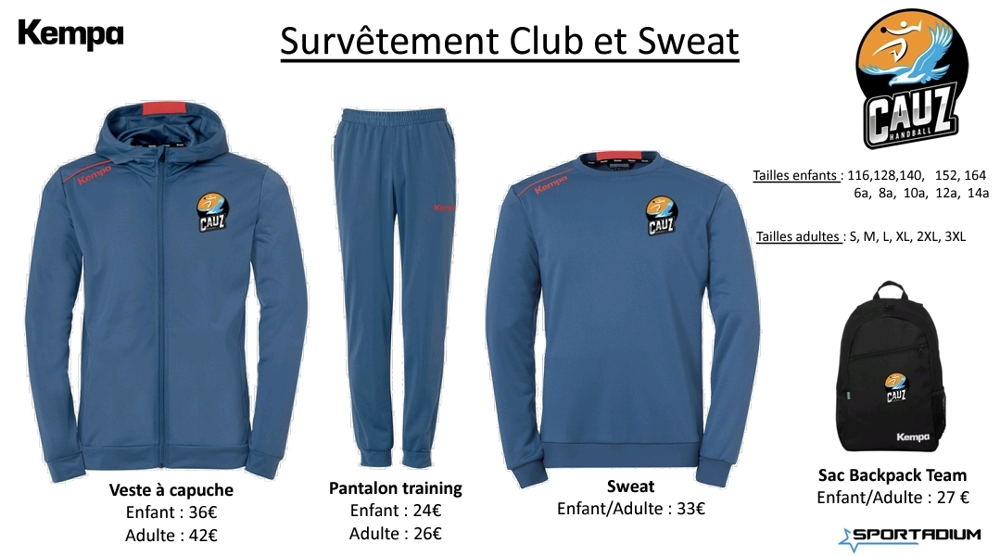 Kempa
Survêtement Club et Sweat
CAUZ
HANDBALL
Kempa
CAUZ
Kempa
Kempa
CAUZ
Tailles enfants : 116,128,140, 152, 164
6a, 8a, 10a, 12a, 14a
Tailles adultes : S, M, L, XL, 2XL, 3XL
CAUZ
Kempa
Veste à capuche
Enfant : 36€
Adulte : 42€
Pantalon training
Enfant : 24€
Adulte : 26€
Sweat
Enfant/Adulte : 33€
Sac Backpack Team
Enfant/Adulte : 27 €
SPORTADIUM